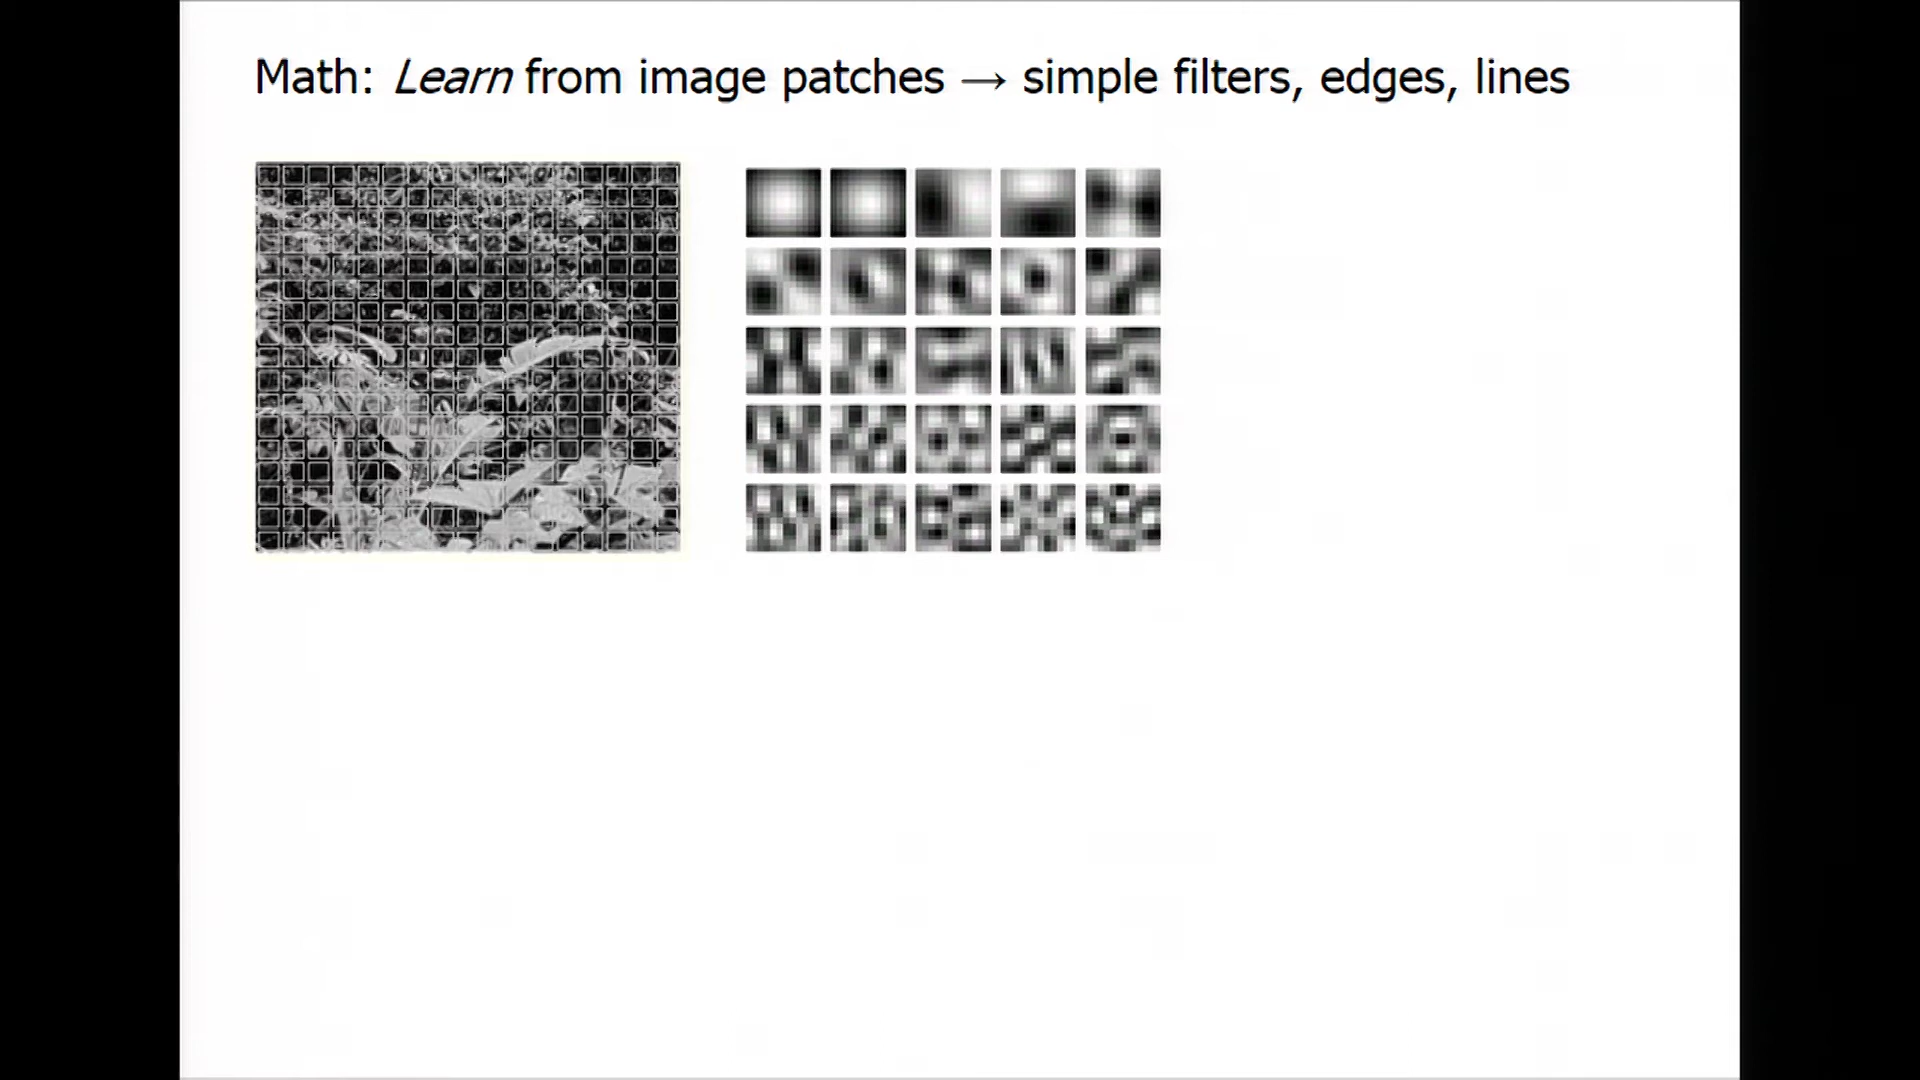 Math: Learn from image patches → simple filters, edges, lines